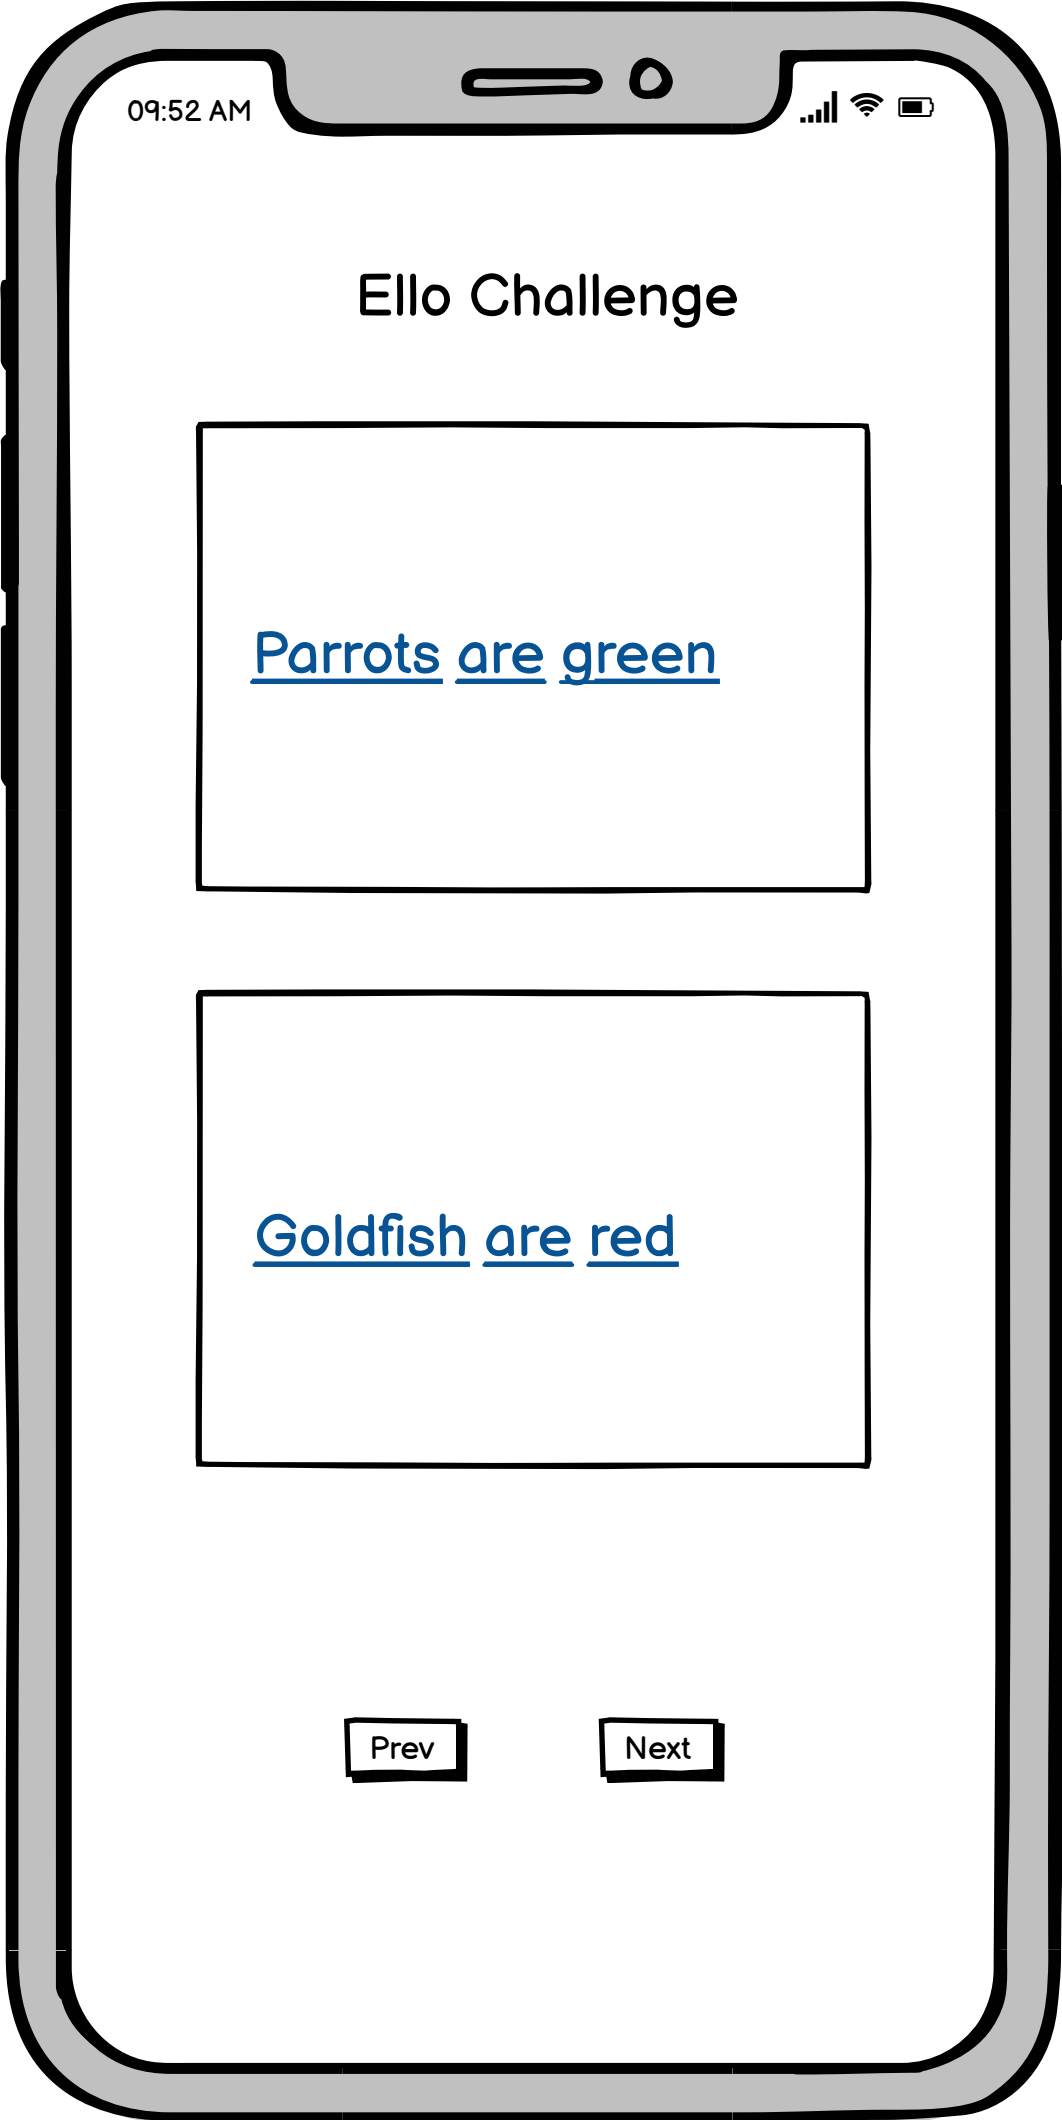 09:52 AM
Ello Challenge
Parrots are green
Goldfish are red
Prev
Next